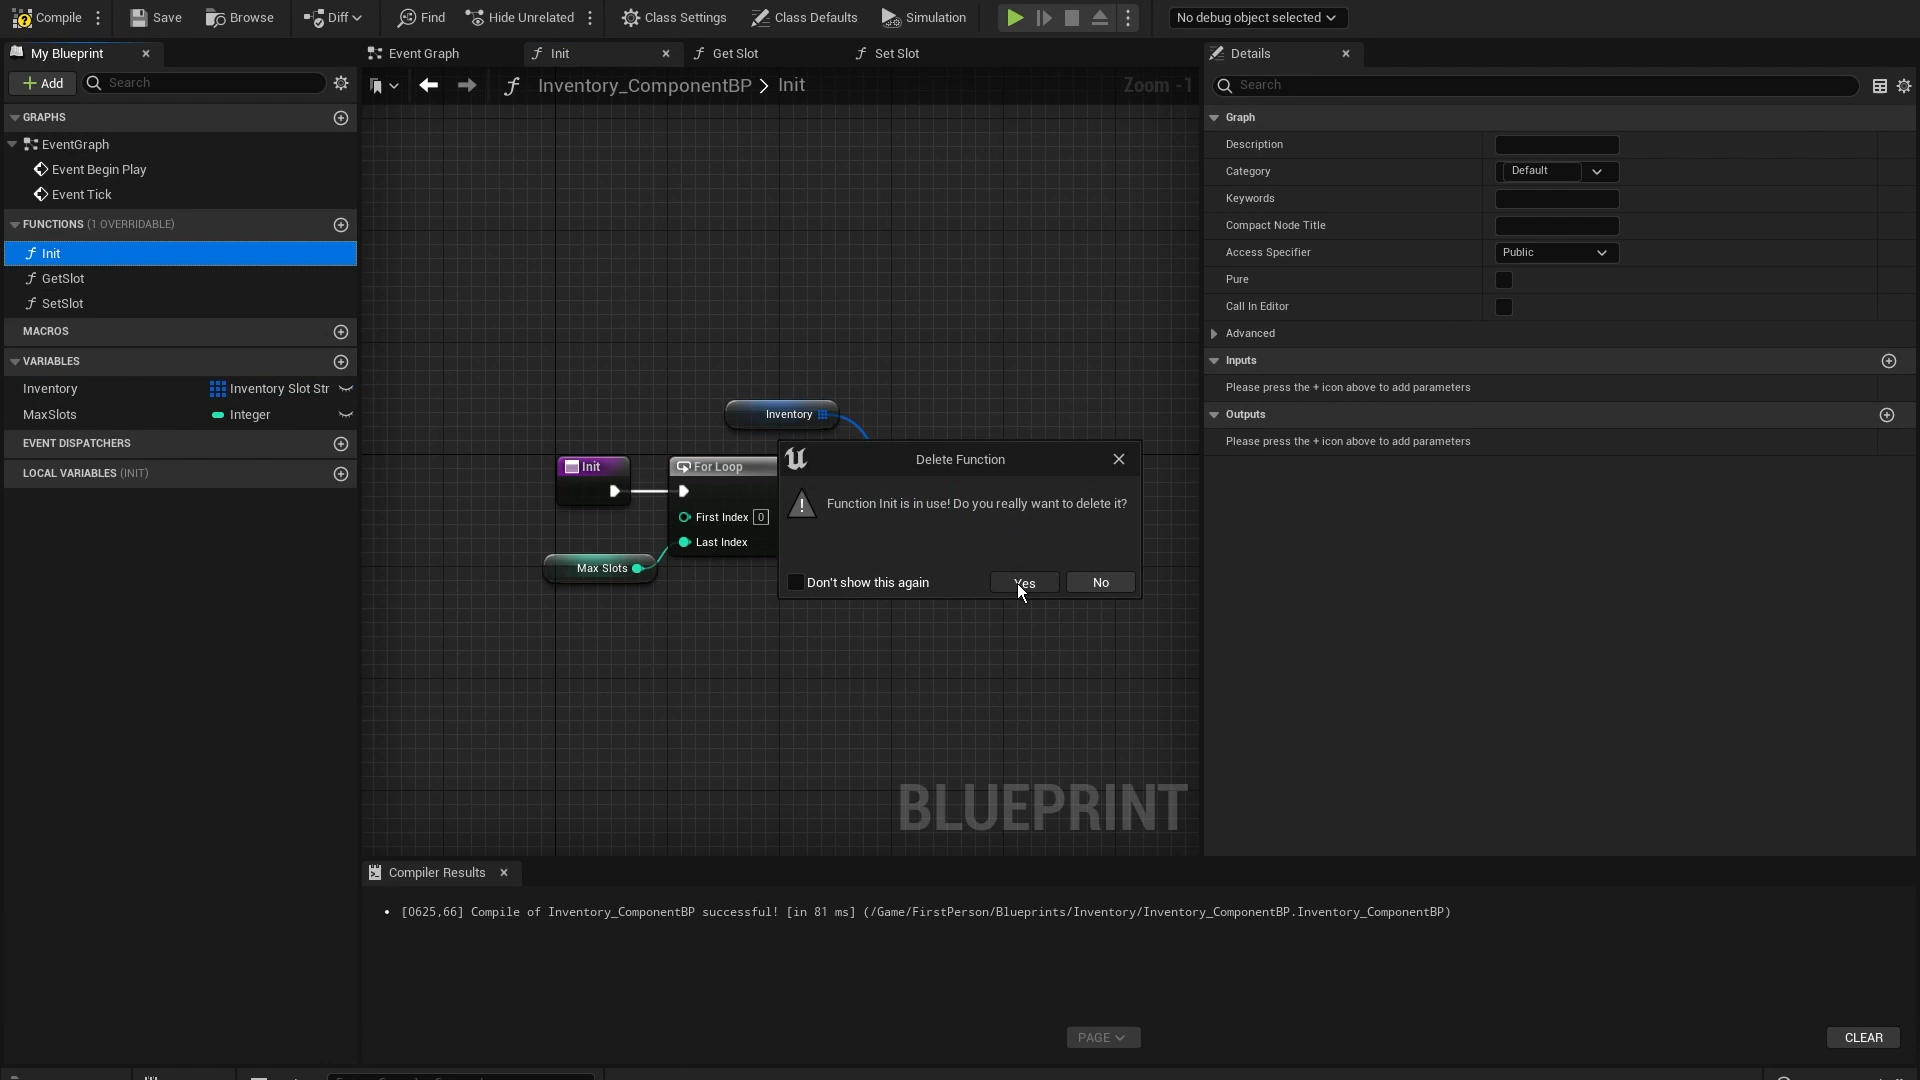 Compile
Save
Browse
Diff
Find
Hide Unrelated
Class Settings
Class Defaults
Simulation
No debug object selected
My Blueprint
Event Graph
Init
Get Slot
Set Slot
Details
Add
Search
Inventory_ComponentBP > Init
Zoom -1
Search
GRAPHS
EventGraph
Event Begin Play
Event Tick
FUNCTIONS (1 OVERRIDABLE)
Init
GetSlot
SetSlot
MACROS
VARIABLES
Inventory Inventory Slot Str
MaxSlots Integer
EVENT DISPATCHERS
LOCAL VARIABLES (INIT)
Inventory
Init
For Loop
First Index 0
Last Index
Max Slots
Delete Function
Function Init is in use! Do you really want to delete it?
Don't show this again
Yes
No
BLUEPRINT
Graph
Description
Category Default
Keywords
Compact Node Title
Access Specifier Public
Pure
Call In Editor
Advanced
Inputs
Please press the + icon above to add parameters
Outputs
Please press the + icon above to add parameters
Compiler Results
[0625,66] Compile of Inventory_ComponentBP successful! [in 81 ms] (/Game/FirstPerson/Blueprints/Inventory/Inventory_ComponentBP.Inventory_ComponentBP)
PAGE
CLEAR